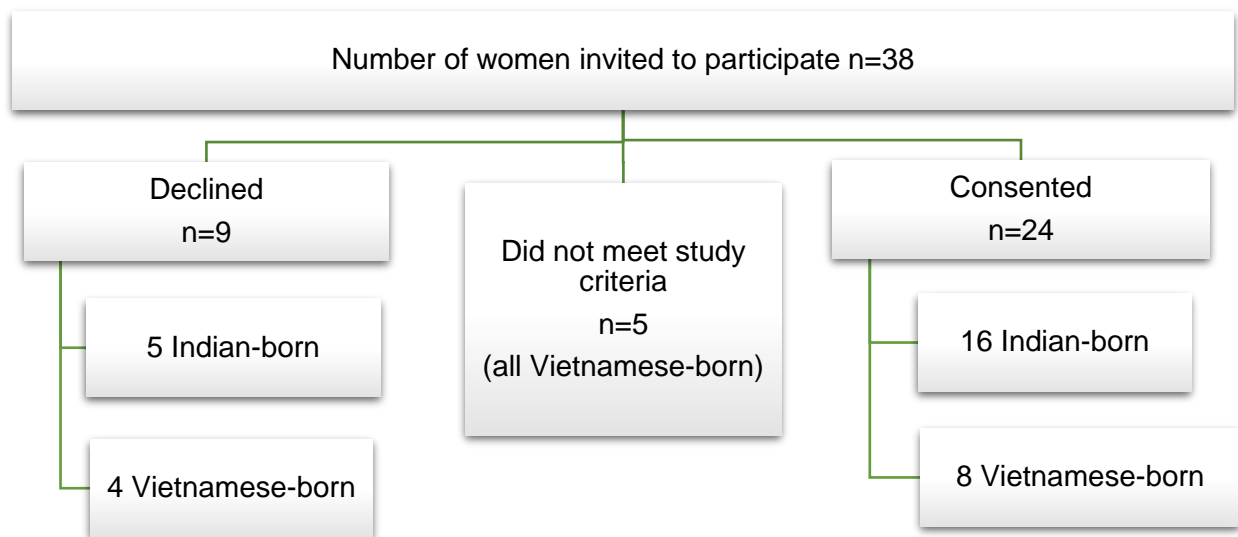 Number of women invited to participate n=38
Declined
n=9
5 Indian-born
4 Vietnamese-born
Did not meet study
criteria
n=5
(all Vietnamese-born)
Consented
n=24
16 Indian-born
8 Vietnamese-born